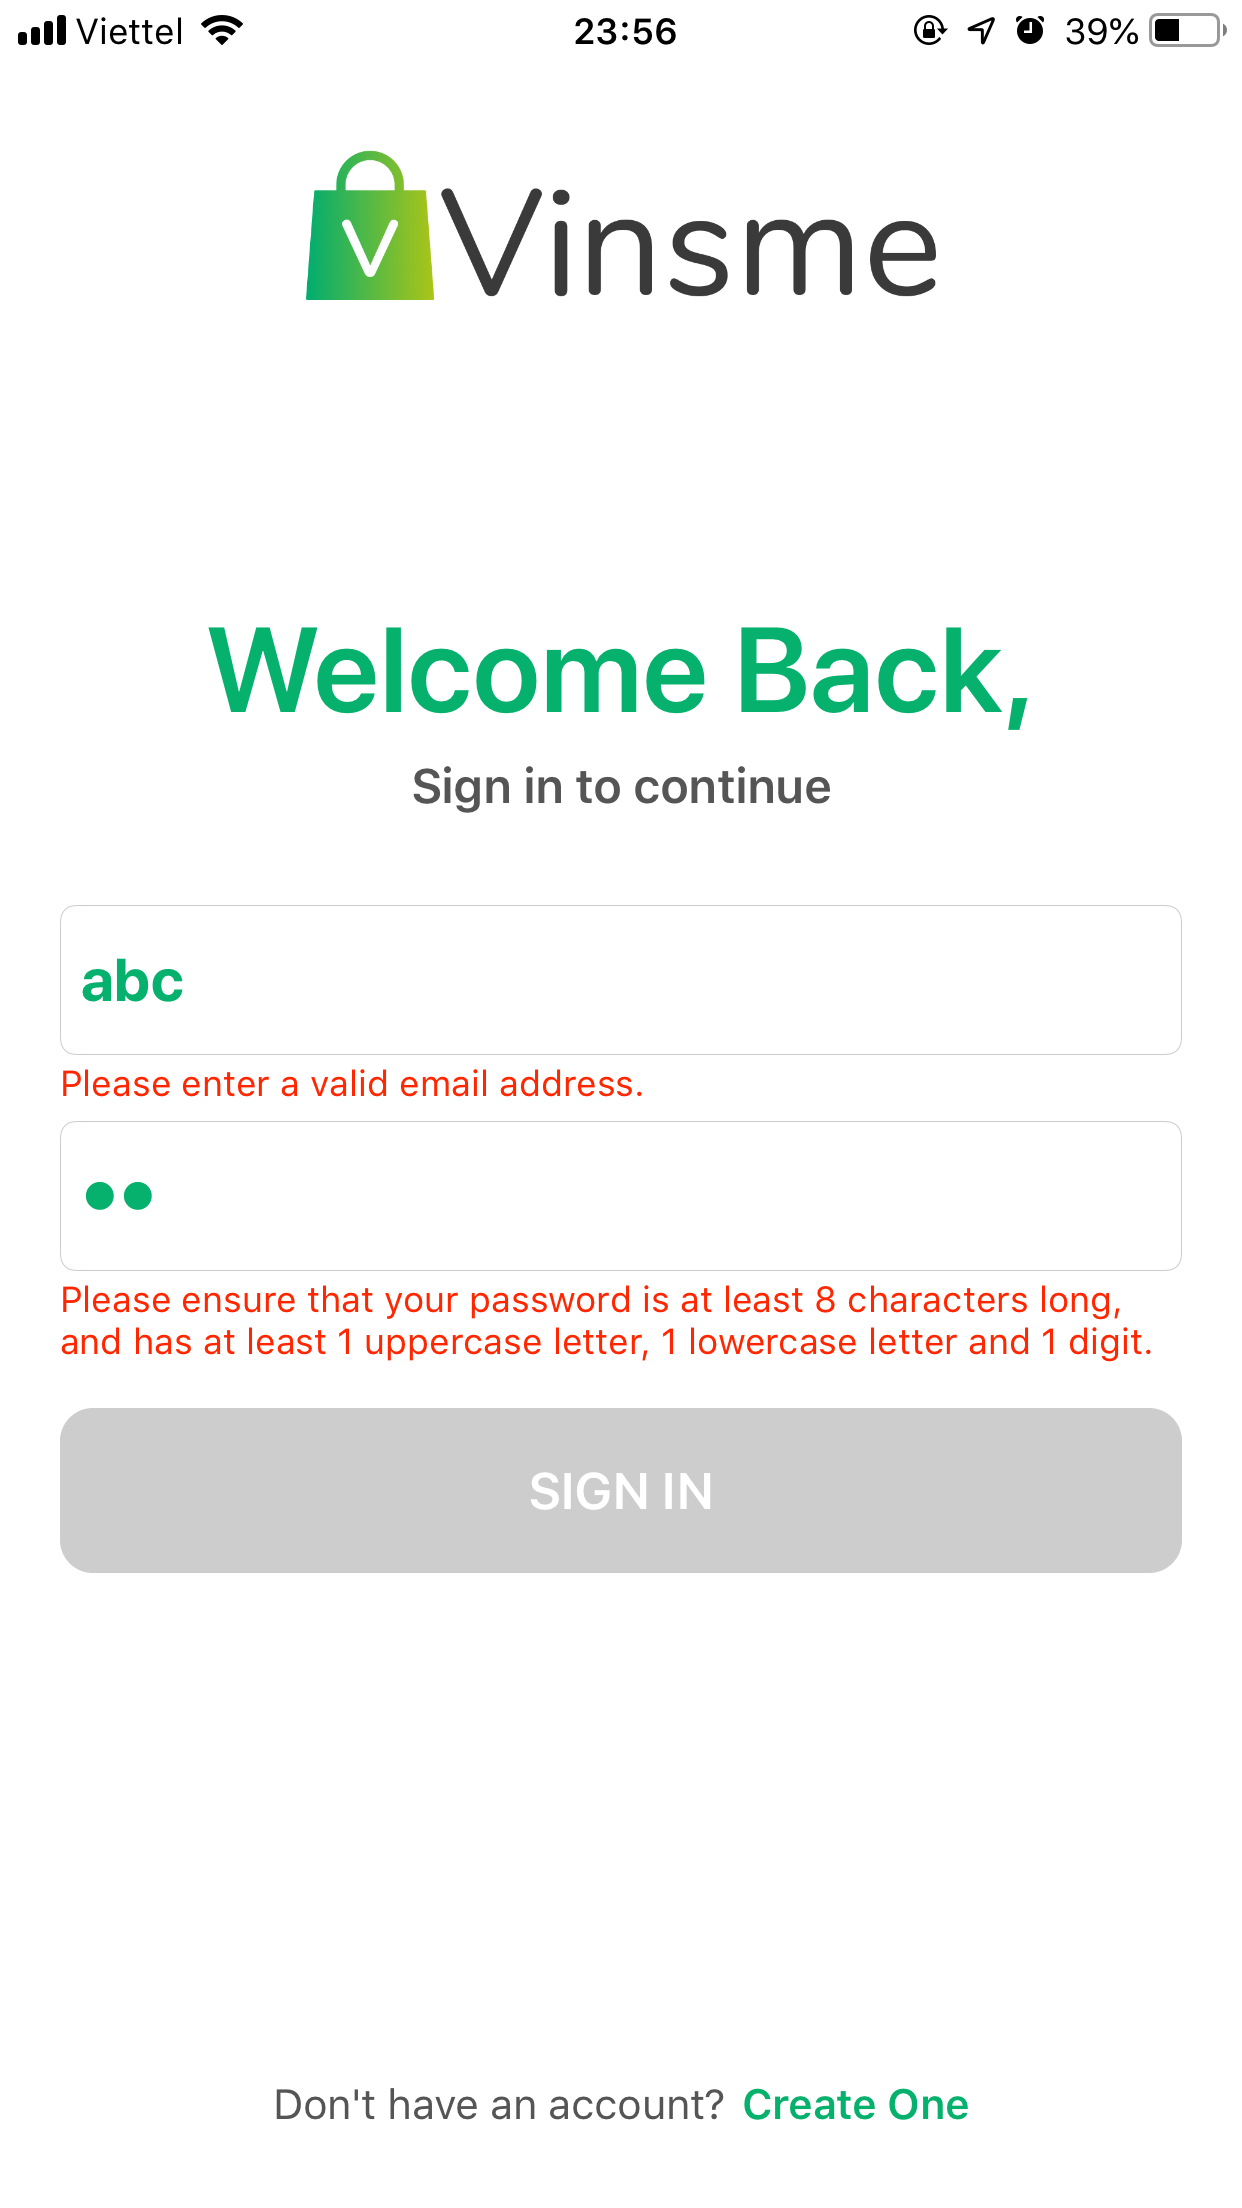 Viettel 23:56 39%
V Vinsme
Welcome Back,
Sign in to continue
abc
Please enter a valid email address.
Please ensure that your password is at least 8 characters long,
and has at least 1 uppercase letter, 1 lowercase letter and 1 digit.
SIGN IN
Don't have an account? Create One